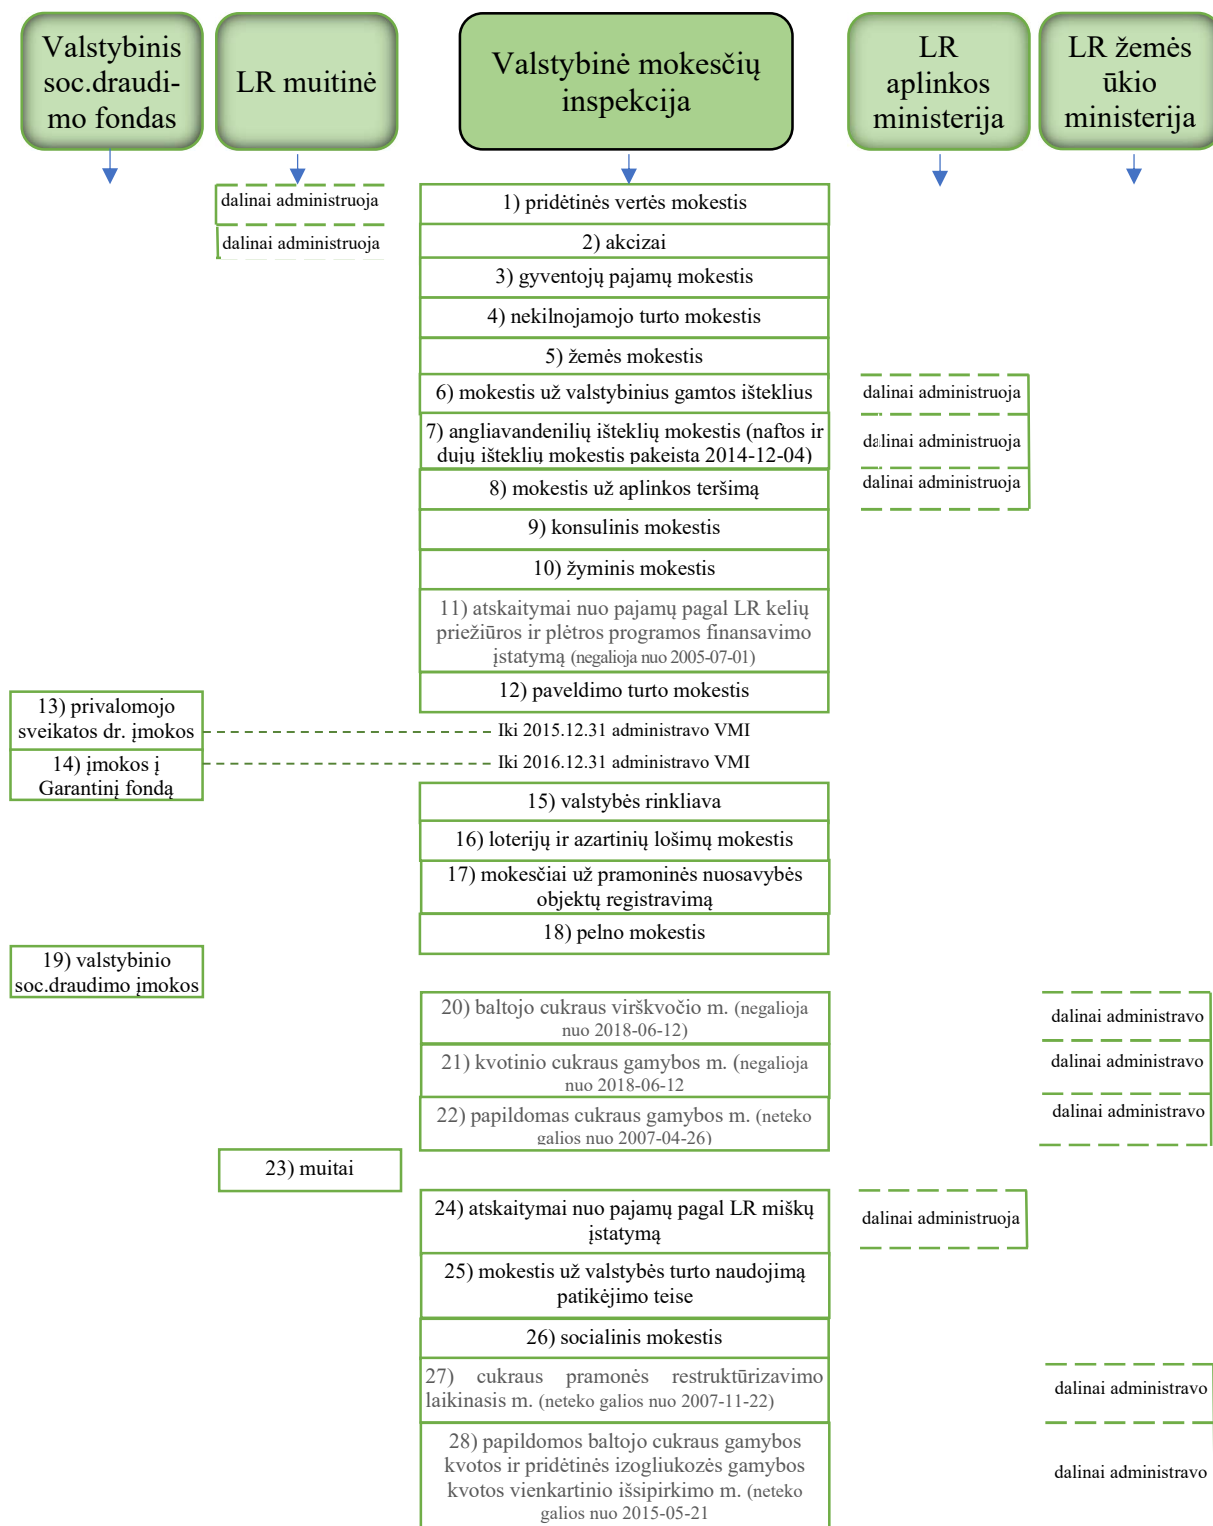 Valstybinis
soc.draudi-
mo fondas
LR muitinė
Valstybinė mokesčių
inspekcija
LR
aplinkos
ministerija
LR žemės
ūkio
ministerija
dalinai administruoja
1) pridėtinės vertės mokestis
dalinai administruoja
2) akcizai
3) gyventojų pajamų mokestis
4) nekilnojamojo turto mokestis
5) žemės mokestis
6) mokestis už valstybinius gamtos išteklius
dalinai administruoja
7) angliavandenilių išteklių mokestis (naftos ir
dujų išteklių mokestis pakeista 2014-12-04)
dalinai administruoja
8) mokestis už aplinkos teršimą
dalinai administruoja
9) konsulinis mokestis
10) žyminis mokestis
11) atskaitymai nuo pajamų pagal LR kelių
priežiūros ir plėtros programos finansavimo
įstatymą (negalioja nuo 2005-07-01)
12) paveldimo turto mokestis
13) privalomojo
sveikatos dr. įmokos
Iki 2015.12.31 administravo VMI
14) įmokos į
Garantinį fondą
Iki 2016.12.31 administravo VMI
15) valstybės rinkliava
16) loterijų ir azartinių lošimų mokestis
17) mokesčiai už pramoninės nuosavybės
objektų registravimą
18) pelno mokestis
19) valstybinio
soc.draudimo įmokos
20) baltojo cukraus virškvočio m. (negalioja
nuo 2018-06-12)
dalinai administravo
21) kvotinio cukraus gamybos m. (negalioja
nuo 2018-06-12
dalinai administravo
22) papildomas cukraus gamybos m. (neteko
galios nuo 2007-04-26)
dalinai administravo
23) muitai
24) atskaitymai nuo pajamų pagal LR miškų
įstatymą
dalinai administruoja
25) mokestis už valstybės turto naudojimą
patikėjimo teise
26) socialinis mokestis
27) cukraus pramonės restruktūrizavimo
laikinasis m. (neteko galios nuo 2007-11-22)
dalinai administravo
28) papildomos baltojo cukraus gamybos
kvotos ir pridėtinės izogliukozės gamybos
kvotos vienkartinio išsipirkimo m. (neteko
galios nuo 2015-05-21
dalinai administravo